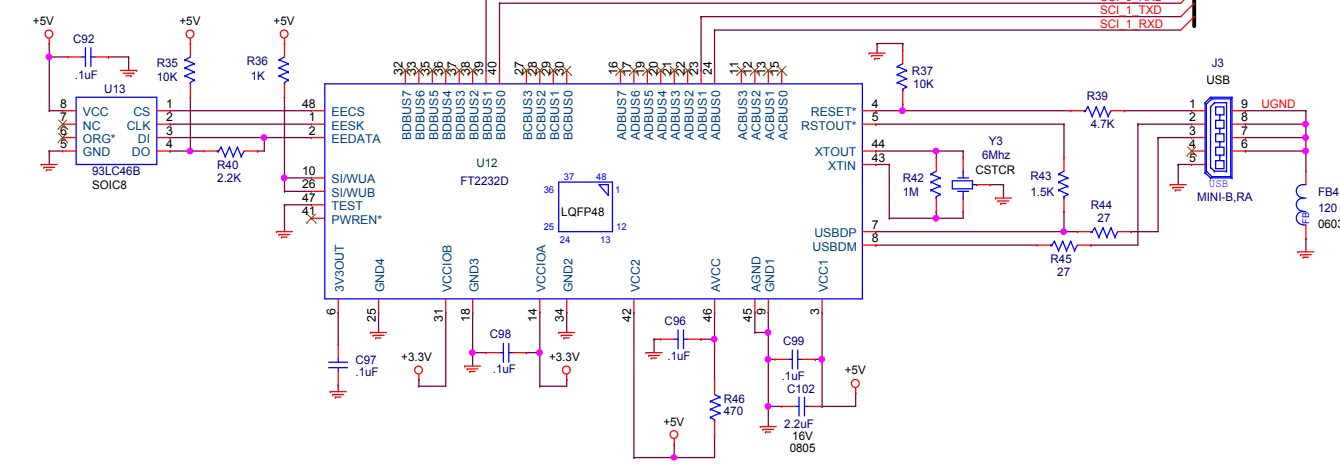 SCI_1_TXD
SCI_1_RXD
+5V
+5V
+5V
C92
.1uF
R35
10K
R36
1K
U13
8 VCC CS 1
7 NC CLK 2
6 ORG* DI 3
5 GND DO 4
93LC46B
SOIC8
R40
2.2K
48 EECS
1 EESK
2 EEDATA
10 SI/WUA
26 SI/WUB
47 TEST
41 PWREN*
32 BDBUS7
33 BDBUS6
35 BDBUS5
36 BDBUS4
37 BDBUS3
38 BDBUS2
39 BDBUS1
40 BDBUS0
27 BCBUS3
28 BCBUS2
29 BCBUS1
30 BCBUS0
16 ADBUS7
17 ADBUS6
19 ADBUS5
20 ADBUS4
21 ADBUS3
22 ADBUS2
23 ADBUS1
24 ADBUS0
11 ACBUS3
12 ACBUS2
13 ACBUS1
15 ACBUS0
U12
FT2232D
37 48
36 1
LQFP48
25 12
24 13
RESET* 4
RSTOUT* 5
XTOUT 44
XTIN 43
USBDP 7
USBDM 8
3V3OUT 6
GND4 25
VCCIOB 31
GND3 18
VCCIOA 14
GND2 34
VCC2 42
AVCC 46
AGND 45
GND1 9
VCC1 3
R37
10K
R39
4.7K
Y3
6Mhz
CSTCR
R42
1M
R43
1.5K
R44
27
R45
27
J3
USB
1 9 UGND
2 8
3 7
4 6
5
USB
MINI-B,RA
FB4
120
0603
FB
C97
.1uF
+3.3V
C98
.1uF
+3.3V
C96
.1uF
R46
470
+5V
C99
.1uF
C102
2.2uF
16V
0805
+5V